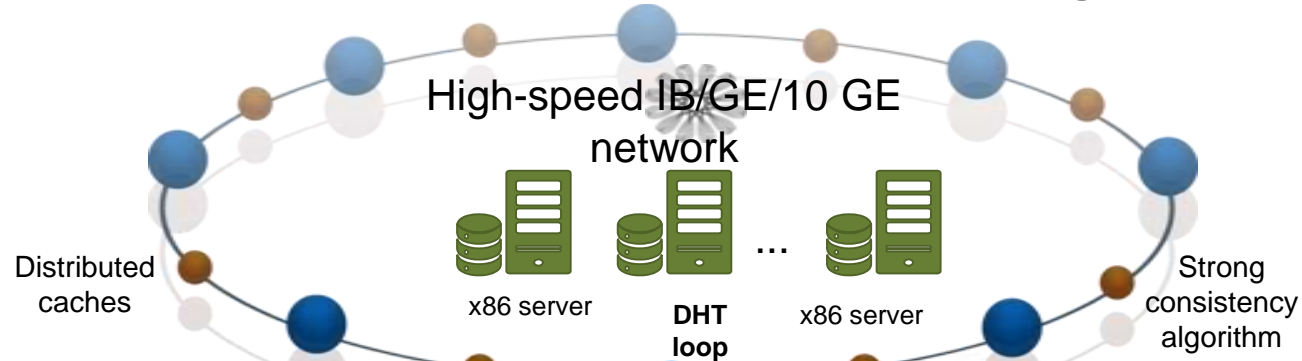 High-speed IB/GE/10 GE
network
...
Distributed
caches
x86 server
DHT
loop
x86 server
Strong
consistency
algorithm